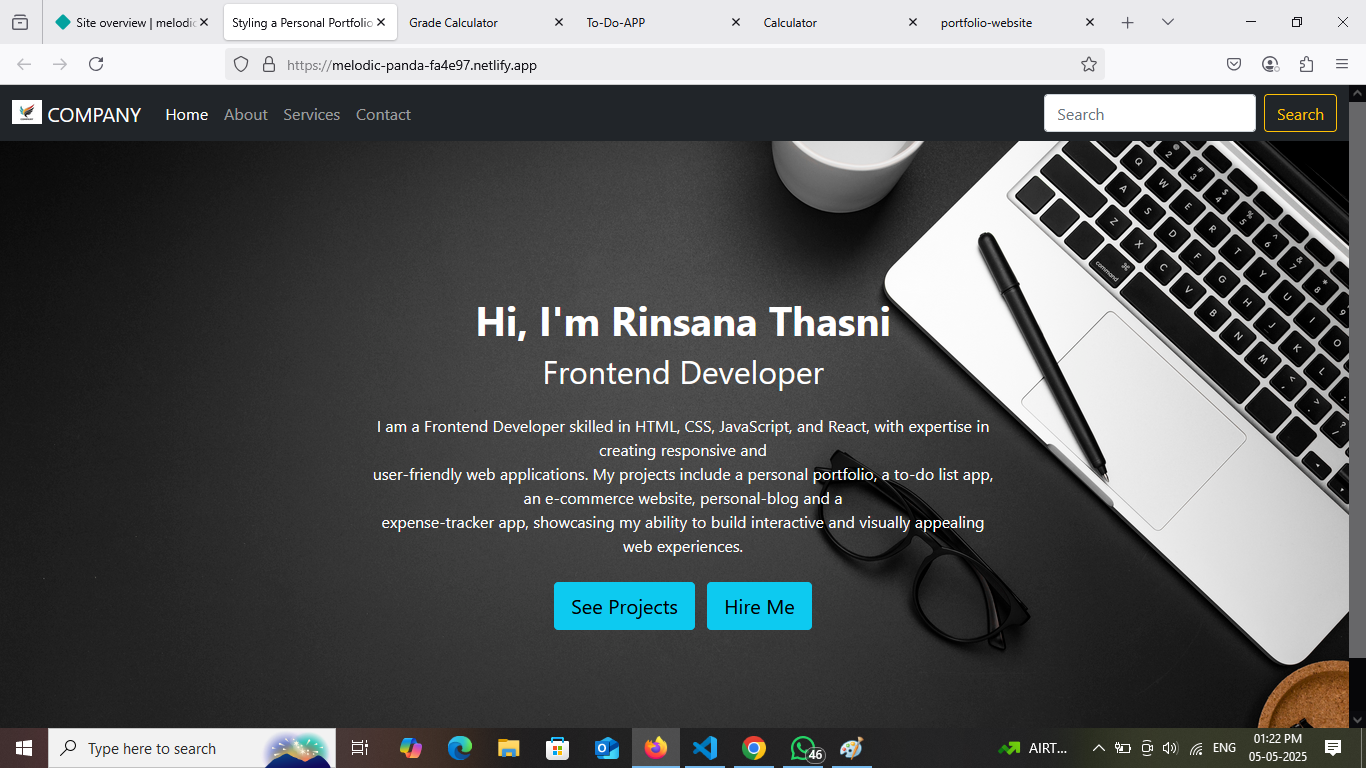 Site overview | melodic
Styling a Personal Portfolio
Grade Calculator
To-Do-APP
Calculator
portfolio-website
https://melodic-panda-fa4e97.netlify.app
COMPANY
Home
About
Services
Contact
Search
Search
Hi, I'm Rinsana Thasni
Frontend Developer
I am a Frontend Developer skilled in HTML, CSS, JavaScript, and React, with expertise in
creating responsive and
user-friendly web applications. My projects include a personal portfolio, a to-do list app,
an e-commerce website, personal-blog and a
expense-tracker app, showcasing my ability to build interactive and visually appealing
web experiences.
See Projects
Hire Me
Type here to search
46
AIRT...
ENG
01:22 PM
05-05-2025